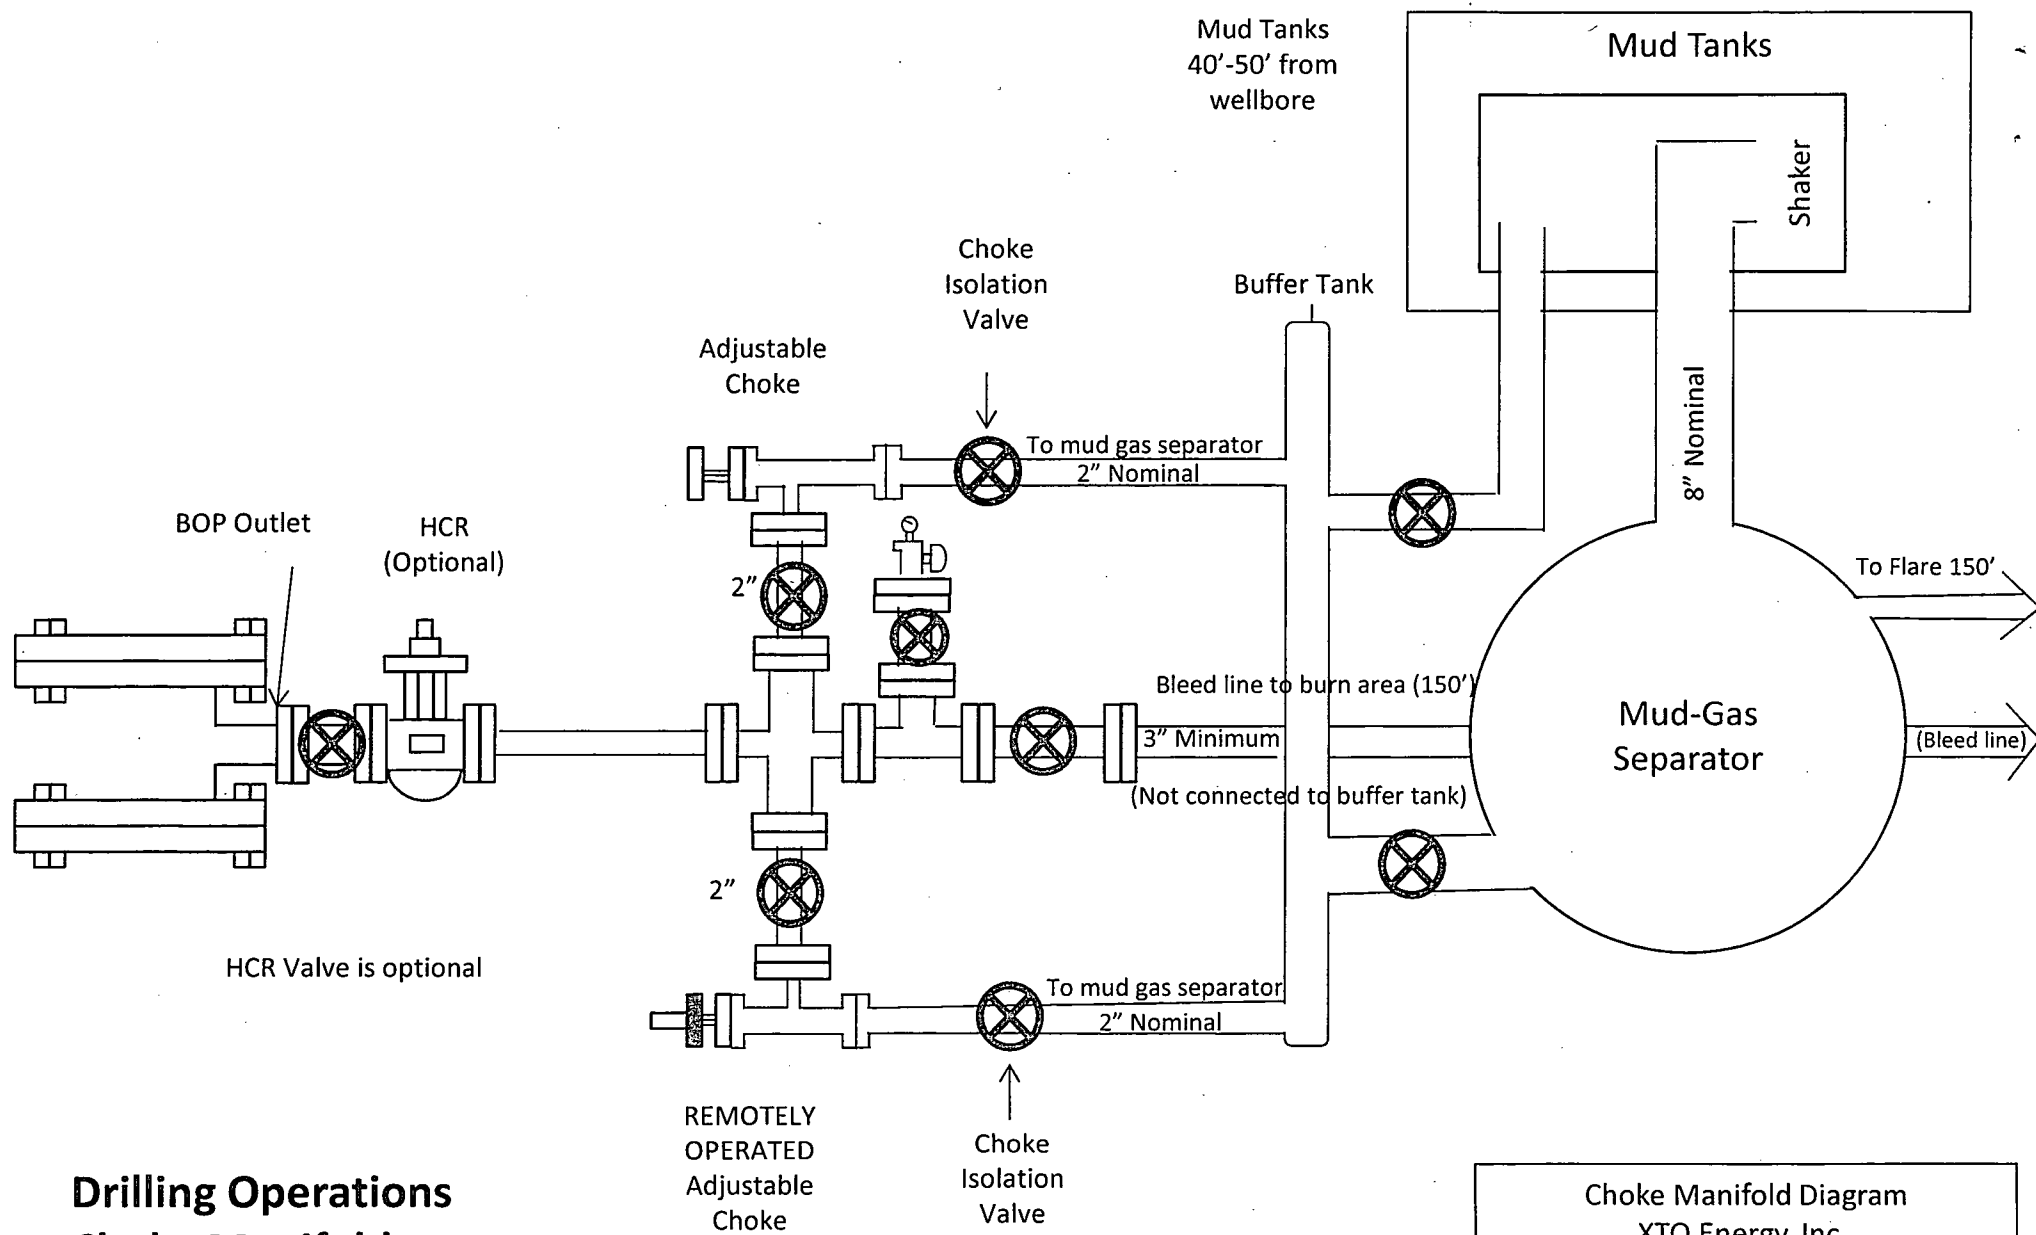 Mud Tanks
40'-50' from
wellbore
Mud Tanks
Shaker
Choke
Isolation
Valve
Buffer Tank
Adjustable
Choke
To mud gas separator
2" Nominal
8" Nominal
BOP Outlet
HCR
(Optional)
2"
To Flare 150'
Bleed line to burn area (150')
3" Minimum
(Not connected to buffer tank)
Mud-Gas
Separator
(Bleed line)
2"
HCR Valve is optional
To mud gas separator
2" Nominal
REMOTELY
OPERATED
Adjustable
Choke
Choke
Isolation
Valve
Drilling Operations
Choke Manifold Diagram
XTO Energy, Inc